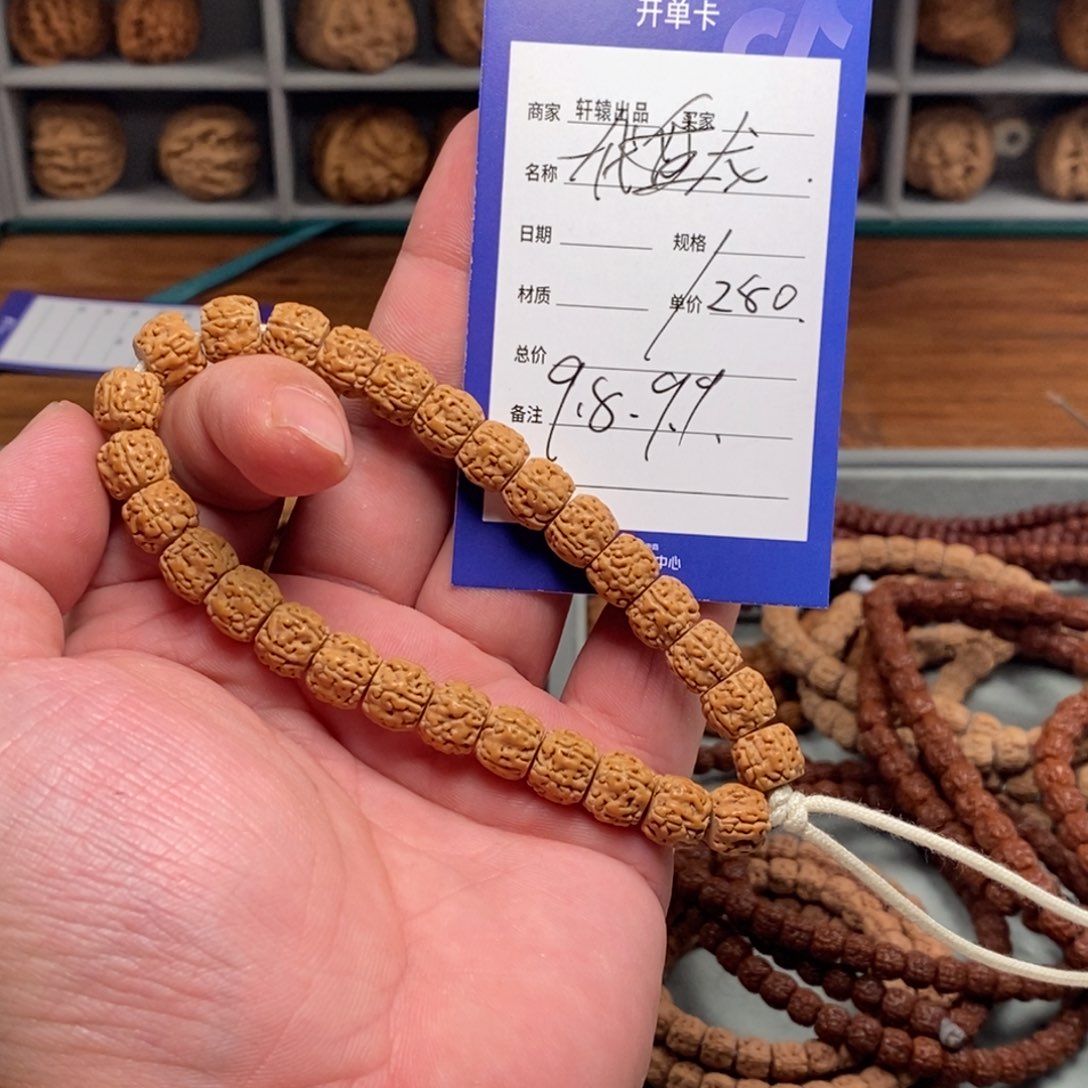 开单卡
商家 轩辕出品 买家
名称
日期 规格
材质 单价 280.
总价
备注 9.8-9.9
中心